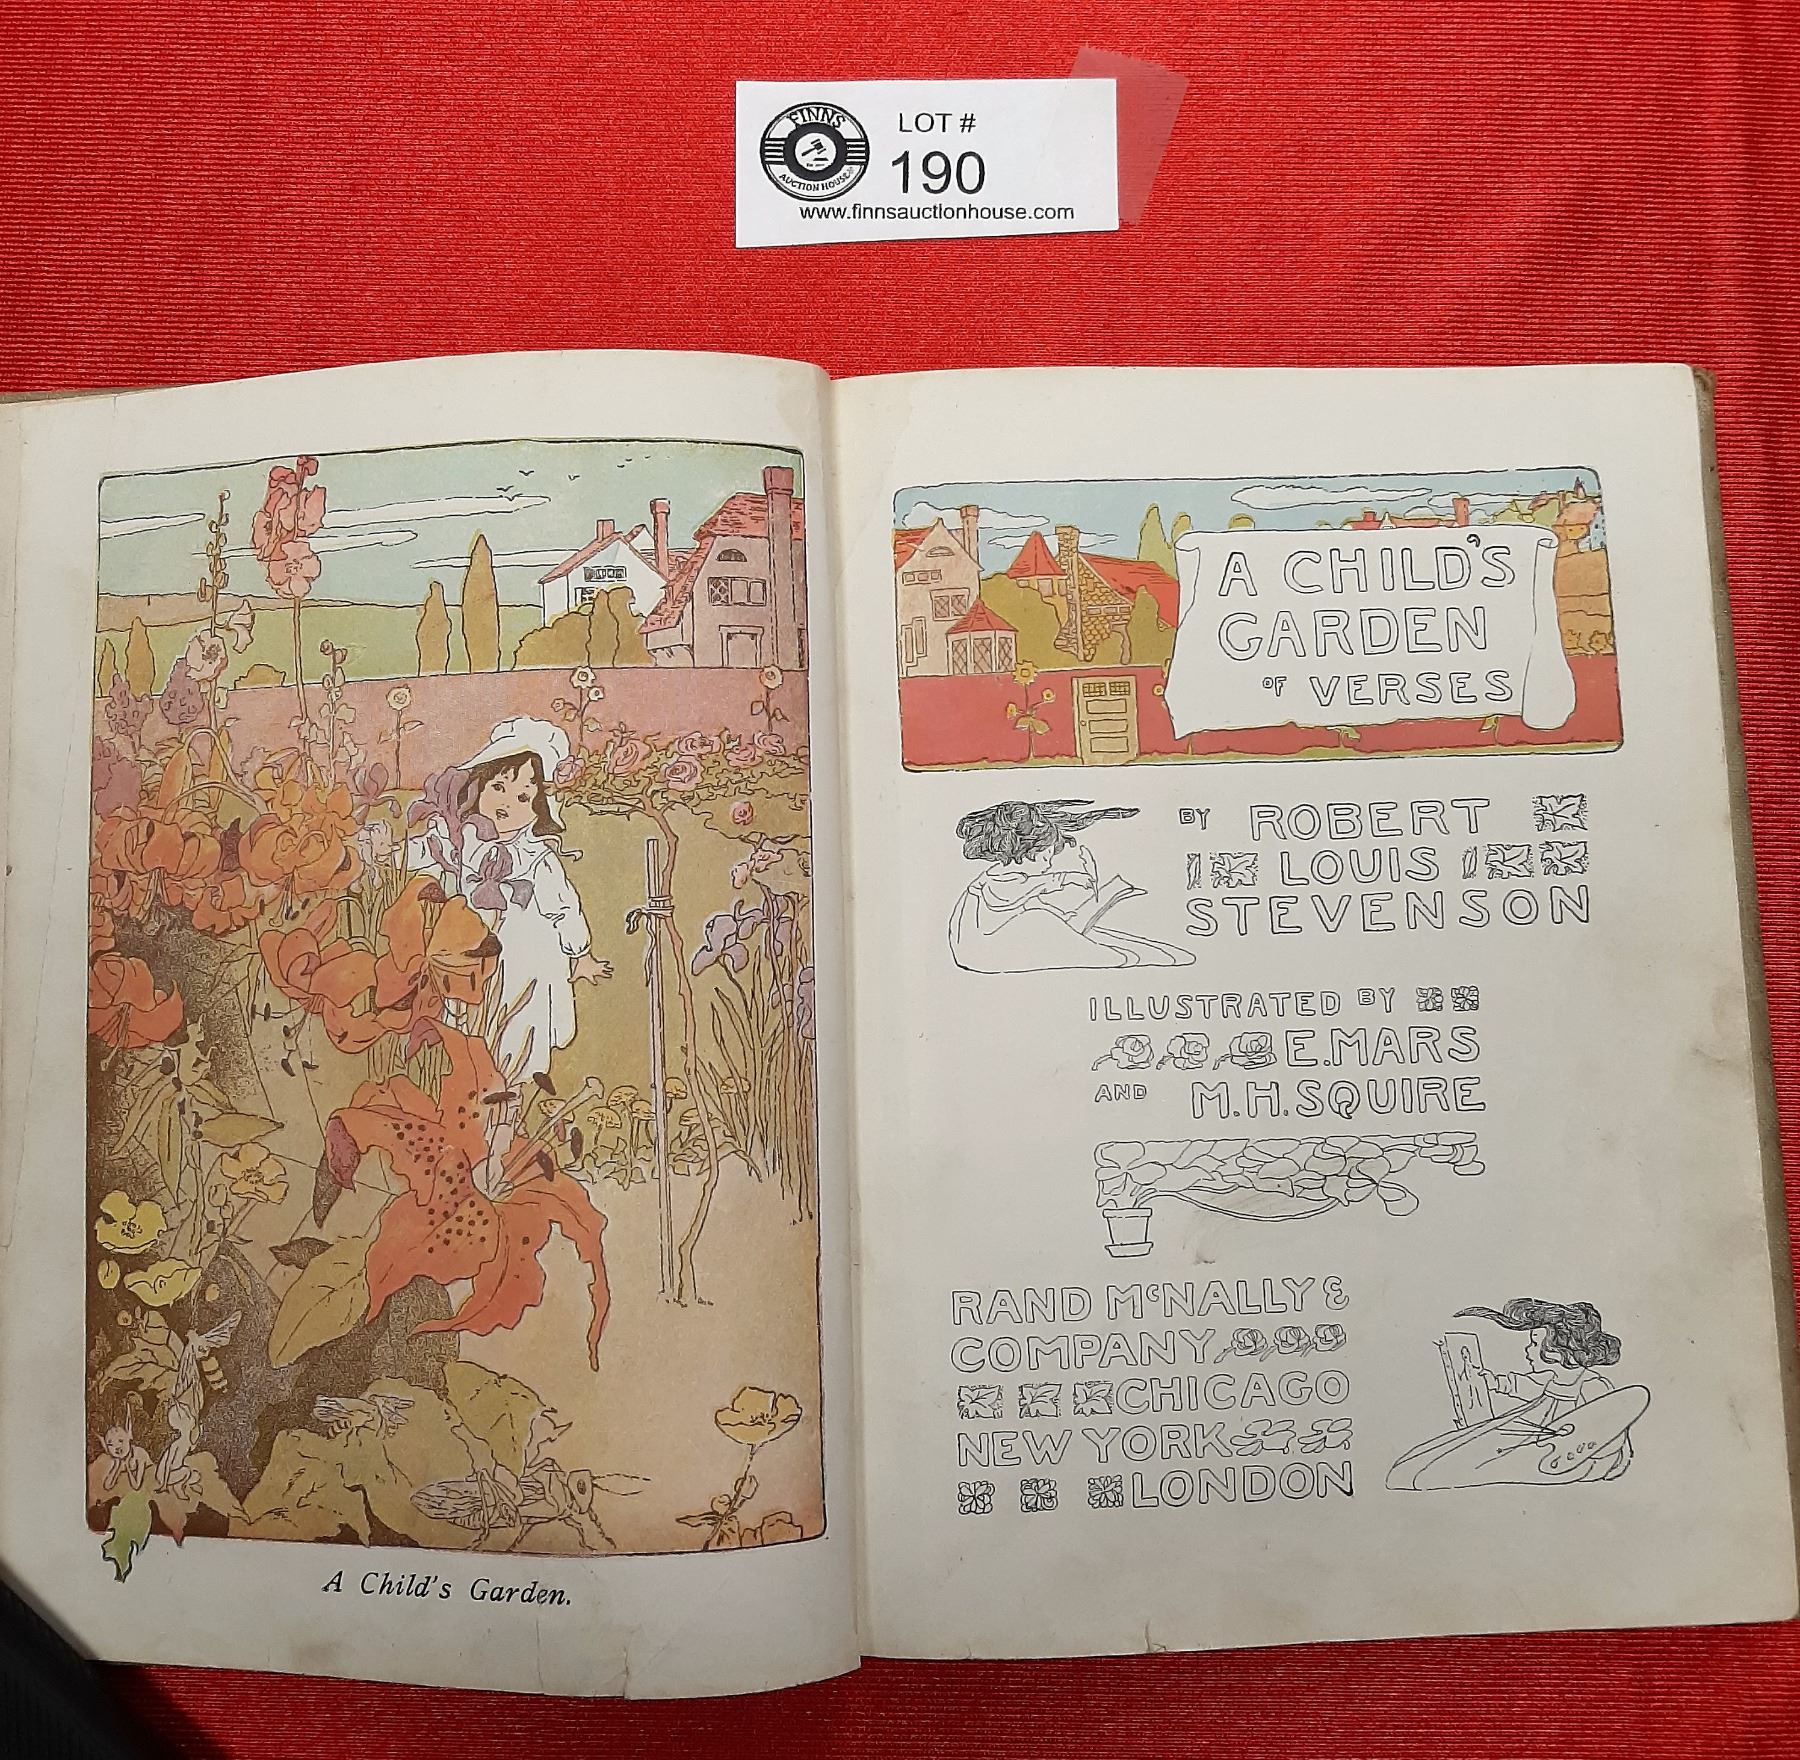 FINNS
AUCTION HOUSE
LOT #
190
www.finnsauctionhouse.com
A Child's Garden.
A CHILD'S
GARDEN
OF VERSES
BY ROBERT
LOUIS
STEVENSON
ILLUSTRATED BY
E. MARS
AND M. H. SQUIRE
RAND McNALLY &
COMPANY
CHICAGO
NEW YORK
LONDON